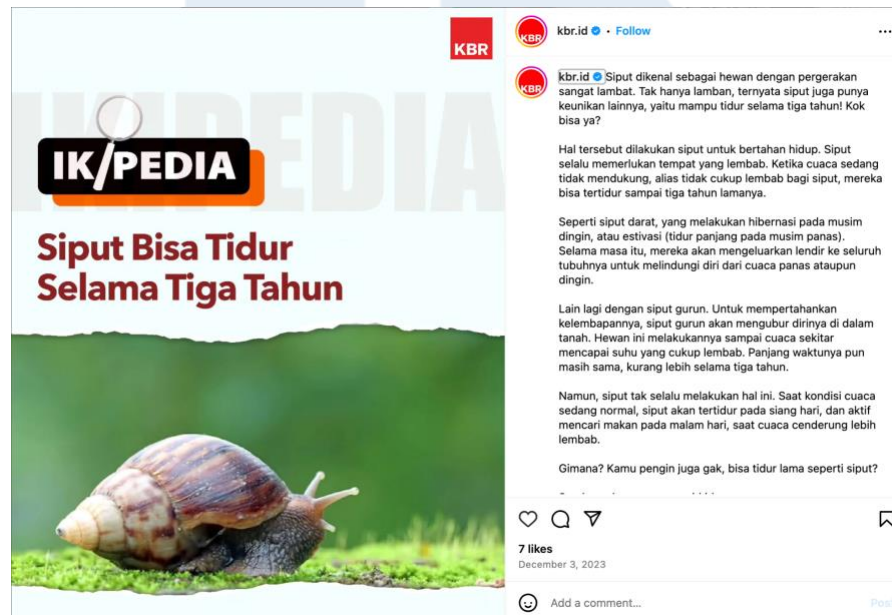 KBR
IKIPEDIA
IK/PEDIA
Siput Bisa Tidur
Selama Tiga Tahun
KBR
kbr.id • Follow
KBR
kbr.id Siput dikenal sebagai hewan dengan pergerakan
sangat lambat. Tak hanya lamban, ternyata siput juga punya
keunikan lainnya, yaitu mampu tidur selama tiga tahun! Kok
bisa ya?
Hal tersebut dilakukan siput untuk bertahan hidup. Siput
selalu memerlukan tempat yang lembab. Ketika cuaca sedang
tidak mendukung, alias tidak cukup lembab bagi siput, mereka
bisa tertidur sampai tiga tahun lamanya.
Seperti siput darat, yang melakukan hibernasi pada musim
dingin, atau estivasi (tidur panjang pada musim panas).
Selama masa itu, mereka akan mengeluarkan lendir ke seluruh
tubuhnya untuk melindungi diri dari cuaca panas ataupun
dingin.
Lain lagi dengan siput gurun. Untuk mempertahankan
kelembapannya, siput gurun akan mengubur dirinya di dalam
tanah. Hewan ini melakukannya sampai cuaca sekitar
mencapai suhu yang cukup lembab. Panjang waktunya pun
masih sama, kurang lebih selama tiga tahun.
Namun, siput tak selalu melakukan hal ini. Saat kondisi cuaca
sedang normal, siput akan tertidur pada siang hari, dan aktif
mencari makan pada malam hari, saat cuaca cenderung lebih
lembab.
Gimana? Kamu pengin juga gak, bisa tidur lama seperti siput?
7 likes
December 3, 2023
Add a comment...
Pos